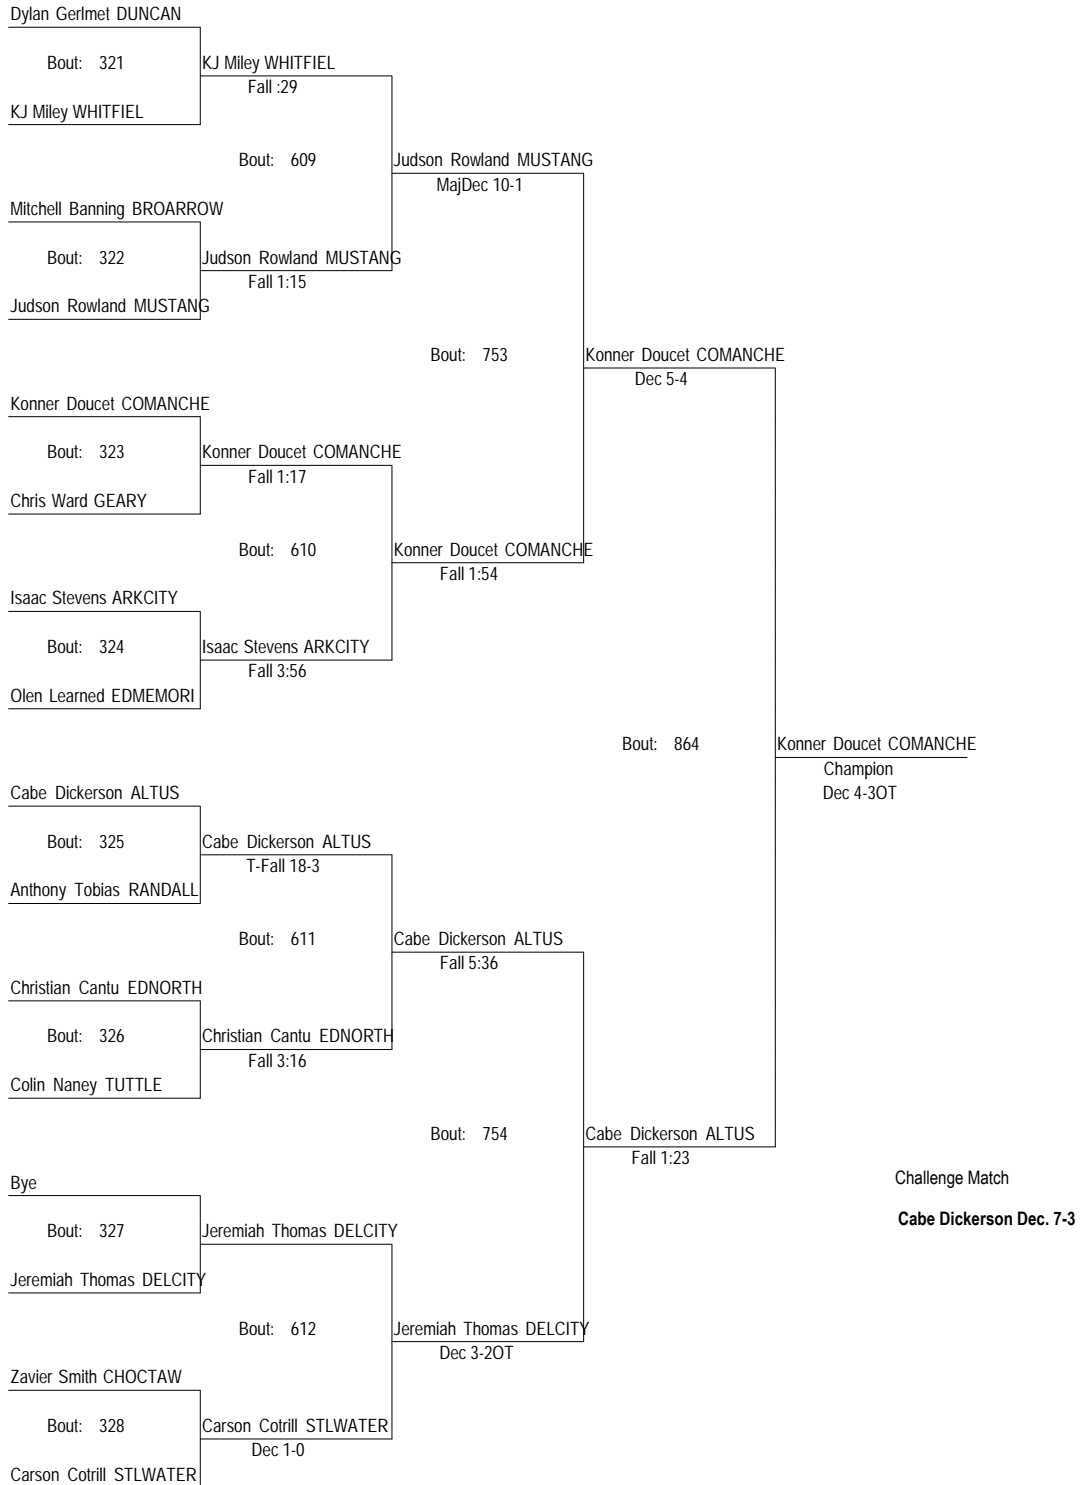 Dylan Gerlmet DUNCAN
Bout: 321 KJ Miley WHITFIEL
Fall :29
KJ Miley WHITFIEL
Bout: 609 Judson Rowland MUSTANG
MajDec 10-1
Mitchell Banning BROARROW
Bout: 322 Judson Rowland MUSTANG
Fall 1:15
Judson Rowland MUSTANG
Bout: 753 Konner Doucet COMANCHE
Dec 5-4
Konner Doucet COMANCHE
Bout: 323 Konner Doucet COMANCHE
Fall 1:17
Chris Ward GEARY
Bout: 610 Konner Doucet COMANCHE
Fall 1:54
Isaac Stevens ARKCITY
Bout: 324 Isaac Stevens ARKCITY
Fall 3:56
Olen Learned EDMEMORI
Bout: 864 Konner Doucet COMANCHE
Champion
Dec 4-3OT
Cabe Dickerson ALTUS
Bout: 325 Cabe Dickerson ALTUS
T-Fall 18-3
Anthony Tobias RANDALL
Bout: 611 Cabe Dickerson ALTUS
Fall 5:36
Christian Cantu EDNORTH
Bout: 326 Christian Cantu EDNORTH
Fall 3:16
Colin Naney TUTTLE
Bout: 754 Cabe Dickerson ALTUS
Fall 1:23
Challenge Match
Bye
Cabe Dickerson Dec. 7-3
Bout: 327 Jeremiah Thomas DELCITY
Jeremiah Thomas DELCITY
Bout: 612 Jeremiah Thomas DELCITY
Dec 3-2OT
Zavier Smith CHOCTAW
Bout: 328 Carson Cotrill STLWATER
Dec 1-0
Carson Cotrill STLWATER